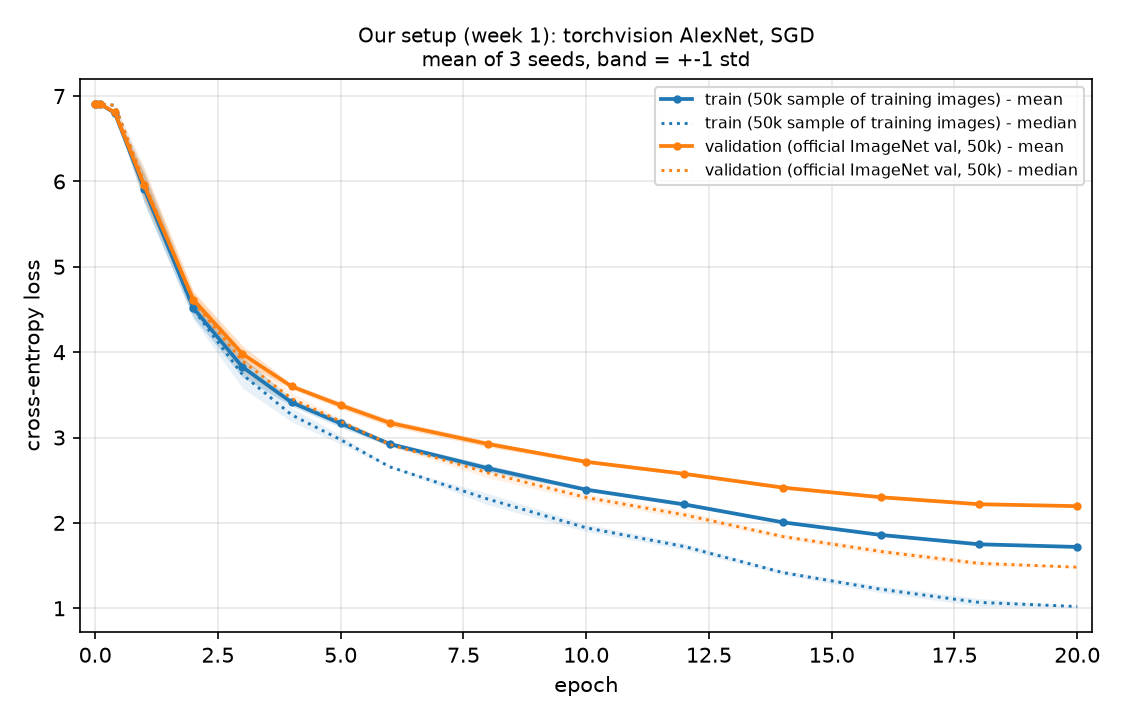 Our setup (week 1): torchvision AlexNet, SGD
mean of 3 seeds, band = +-1 std
train (50k sample of training images) - mean
train (50k sample of training images) - median
validation (official ImageNet val, 50k) - mean
validation (official ImageNet val, 50k) - median
cross-entropy loss
7
6
5
4
3
2
1
0.0 2.5 5.0 7.5 10.0 12.5 15.0 17.5 20.0
epoch